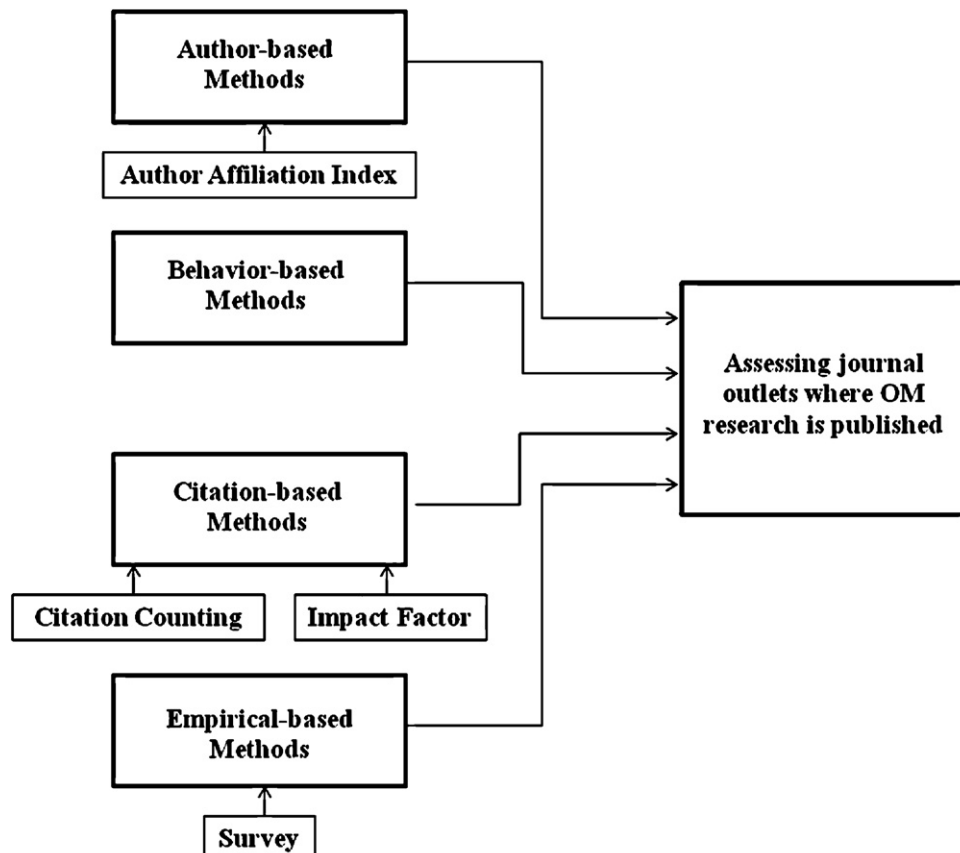 Author-based
Methods
Author Affiliation Index
Behavior-based
Methods
Assessing journal
outlets where OM
research is published
Citation-based
Methods
Citation Counting
Impact Factor
Empirical-based
Methods
Survey